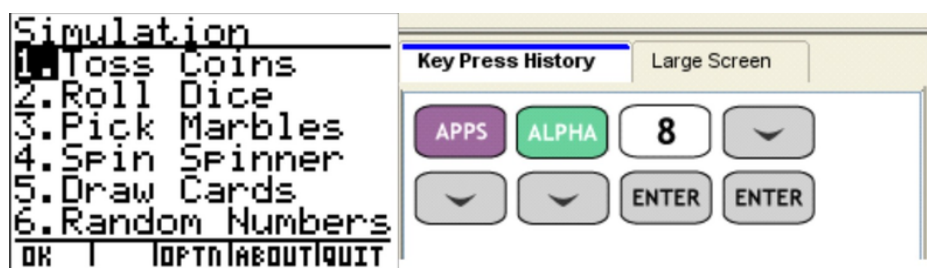 Simulation
1.Toss Coins
2.Roll Dice
3.Pick Marbles
4.Spin Spinner
5.Draw Cards
6.Random Numbers
OK OPTN ABOUT QUIT
Key Press History Large Screen
APPS ALPHA 8
ENTER ENTER